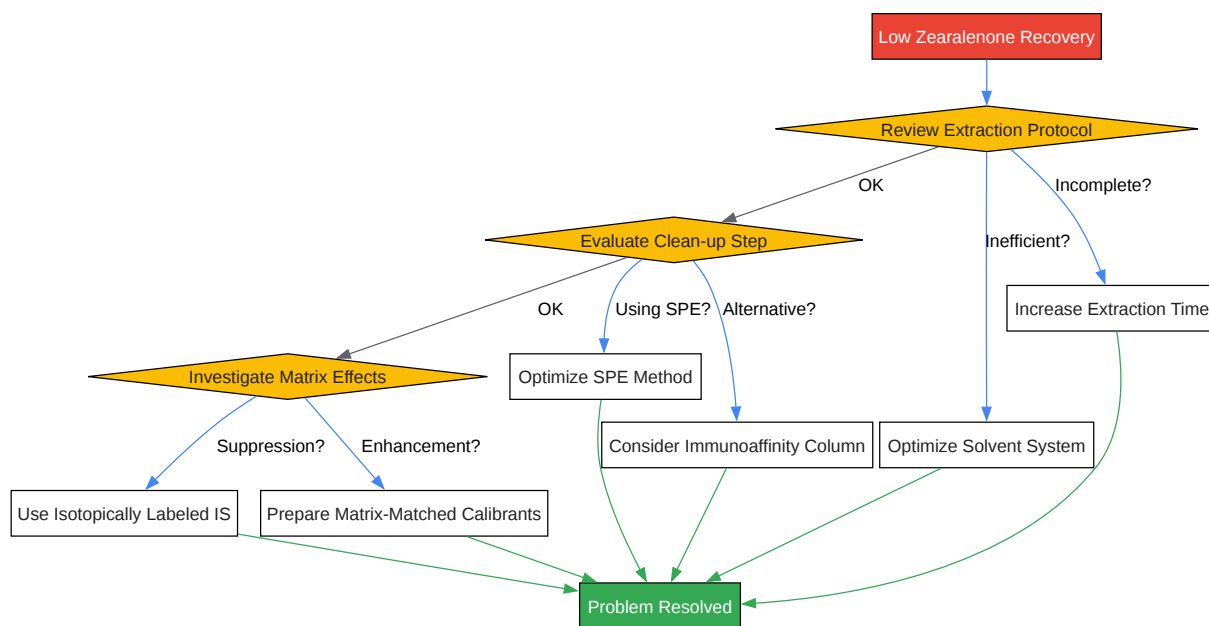 Low Zearalenone Recovery
Review Extraction Protocol
OK
Incomplete?
Evaluate Clean-up Step
Inefficient?
OK
Using SPE?
Alternative?
Increase Extraction Time
Investigate Matrix Effects
Optimize SPE Method
Suppression?
Enhancement?
Consider Immunoaffinity Column
Optimize Solvent System
Use Isotopically Labeled IS
Prepare Matrix-Matched Calibrants
Problem Resolved